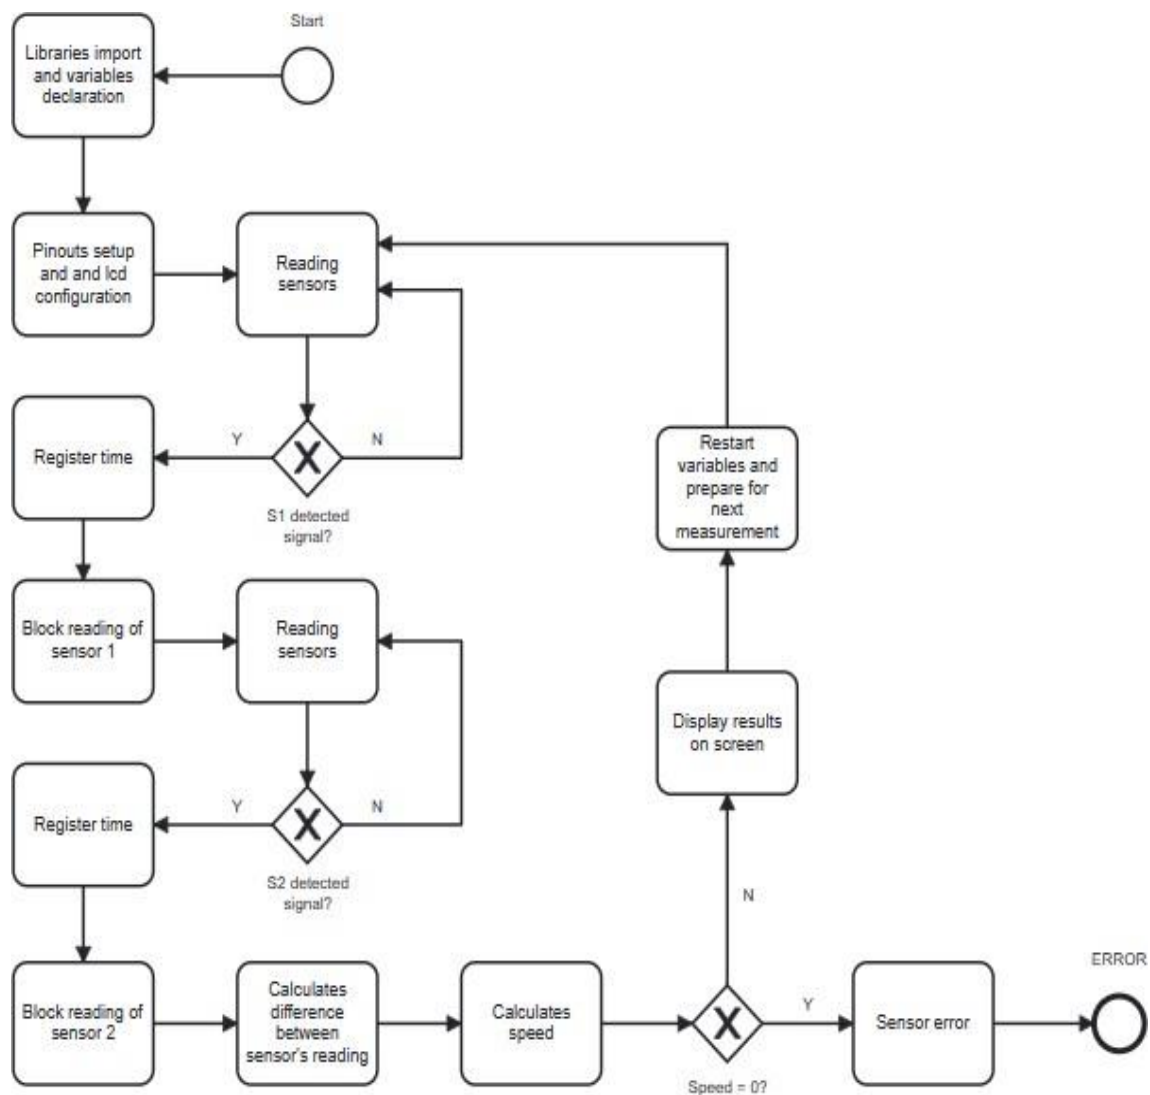 Start
Libraries import
and variables
declaration
Pinouts setup
and and lcd
configuration
Reading
sensors
Y
N
S1 detected
signal?
Register time
Block reading of
sensor 1
Reading
sensors
Y
N
S2 detected
signal?
Register time
Block reading of
sensor 2
Calculates
difference
between
sensor's reading
Calculates
speed
Speed = 0?
N
Y
Display results
on screen
Restart
variables and
prepare for
next
measurement
Sensor error
ERROR